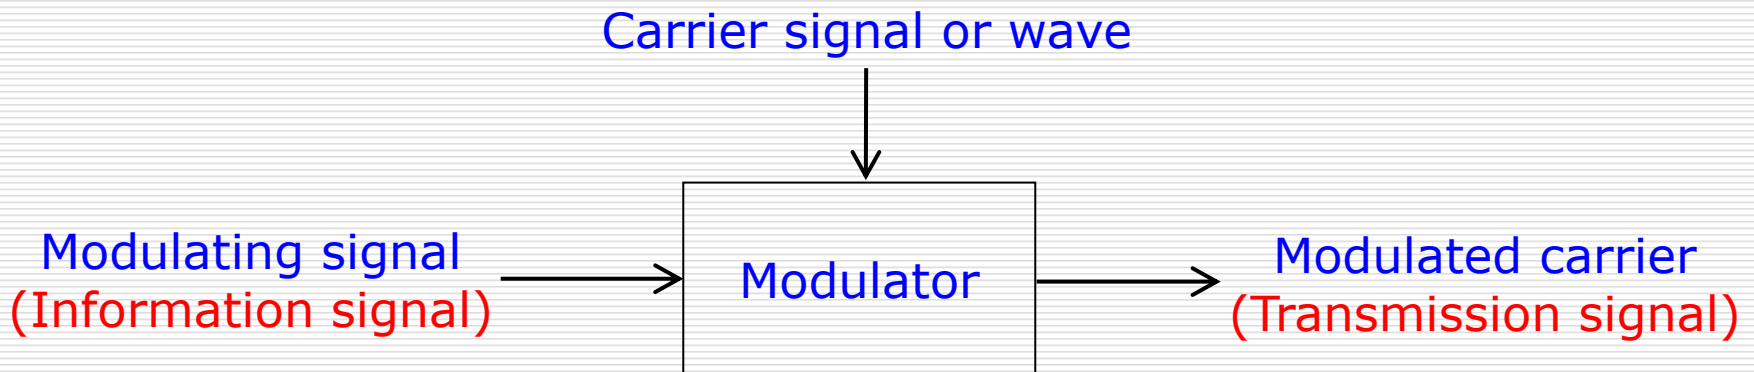 Carrier signal or wave
Modulating signal
(Information signal)
Modulator
Modulated carrier
(Transmission signal)